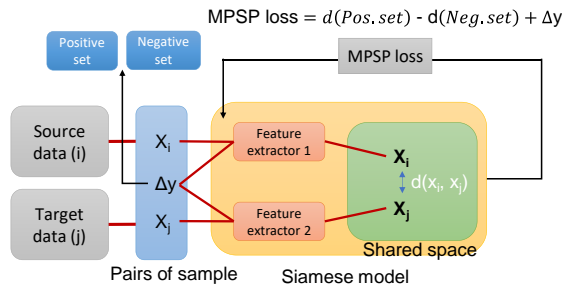 MPSP loss = d(Pos.set) - d(Neg.set) + Δy
Positive
set
Negative
set
MPSP loss
Source
data (i)
Xi
Feature
extractor 1
Xi
Δy
d(xi, xj)
Target
data (j)
Xj
Feature
extractor 2
Xj
Shared space
Pairs of sample
Siamese model